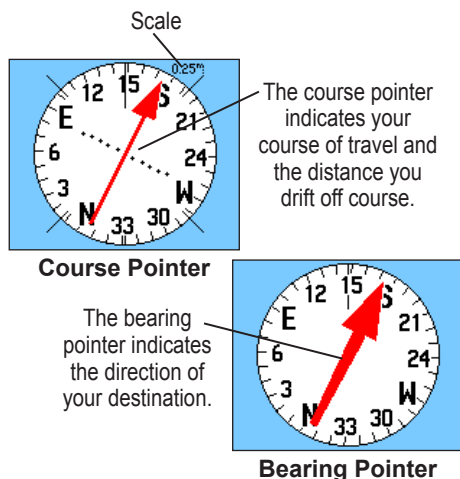 Scale
0.25m
12 15 S
E 21
6 24
3 W
N 33 30
The course pointer
indicates your
course of travel and
the distance you
drift off course.
Course Pointer
12 15 S
E 21
6 24
3 W
N 33 30
The bearing
pointer indicates
the direction of
your destination.
Bearing Pointer